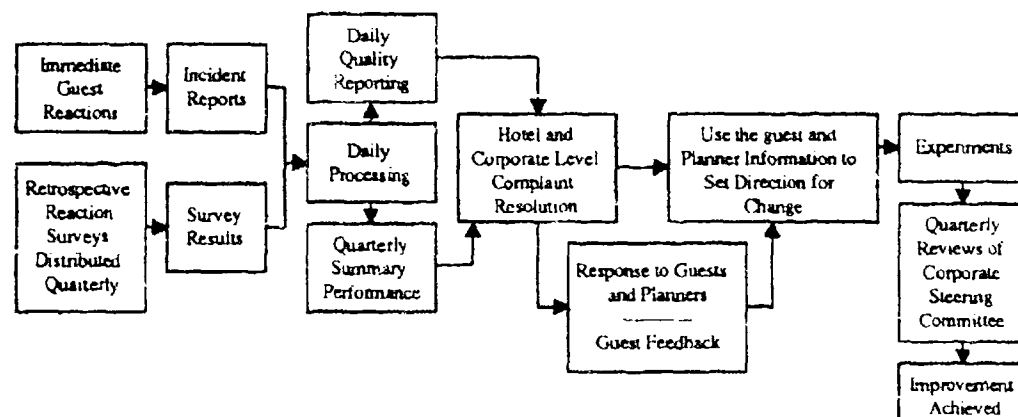 Immediate
Guest
Reactions
Incident
Reports
Retrospective
Reaction
Surveys
Distributed
Quarterly
Survey
Results
Daily
Quality
Reporting
Daily
Processing
Quarterly
Summary
Performance
Hotel and
Corporate Level
Complaint
Resolution
Response to Guests
and Planners
Guest Feedback
Use the guest and
Planner Information to
Set Direction for
Change
Experiments
Quarterly
Reviews of
Corporate
Steering
Committee
Improvement
Achieved